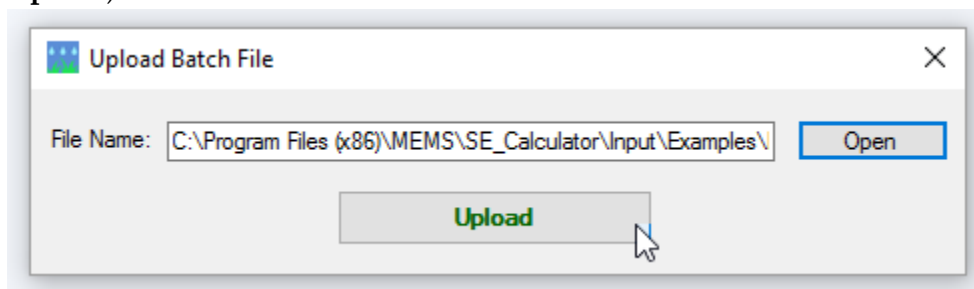 Upload Batch File
File Name: C:\Program Files (x86)\MEMS\SE_Calculator\Input\Examples\ Open
Upload